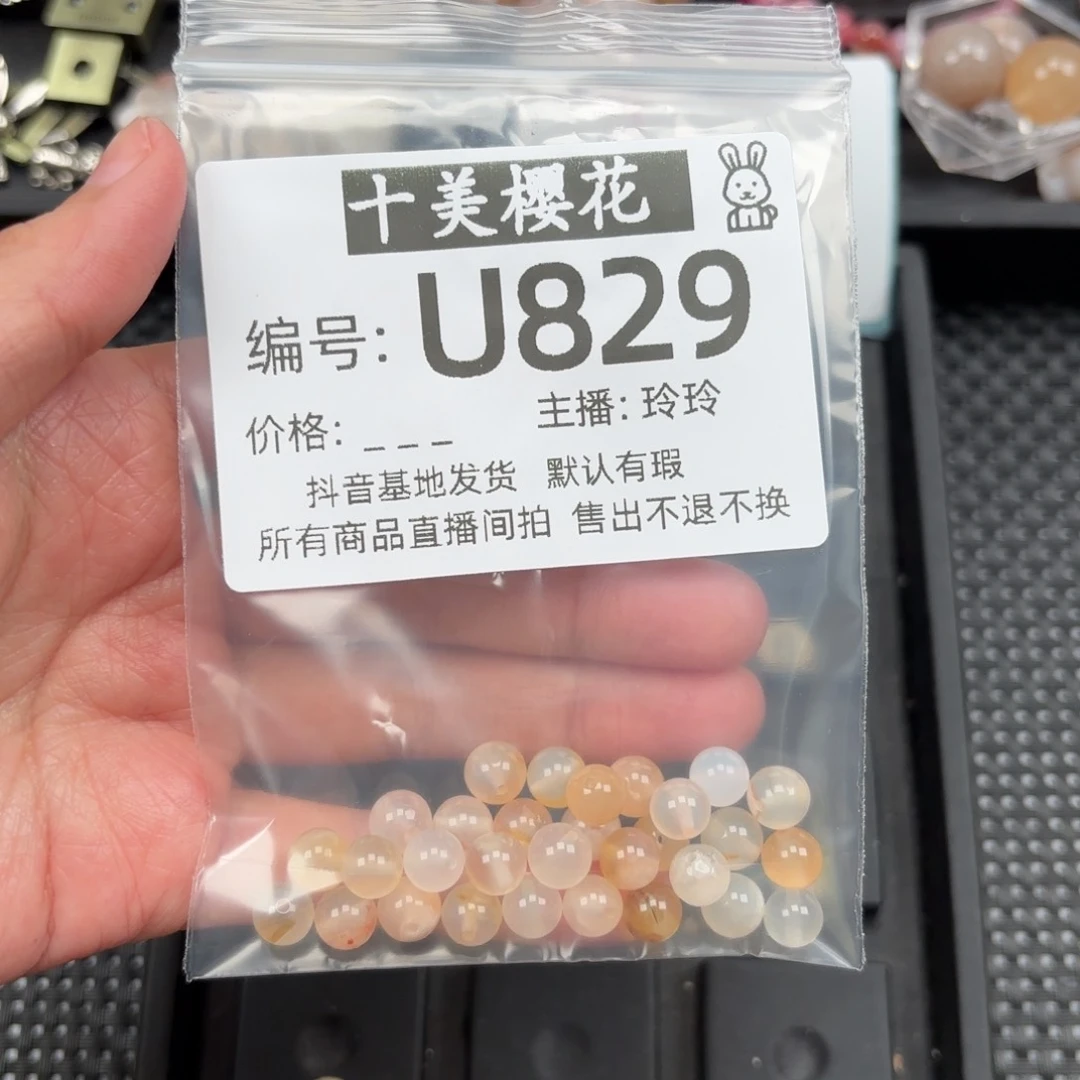 十美樱花
编号: U829
价格: _ _ _ 主播: 玲玲
抖音基地发货 默认有瑕
所有商品直播间拍 售出不退不换